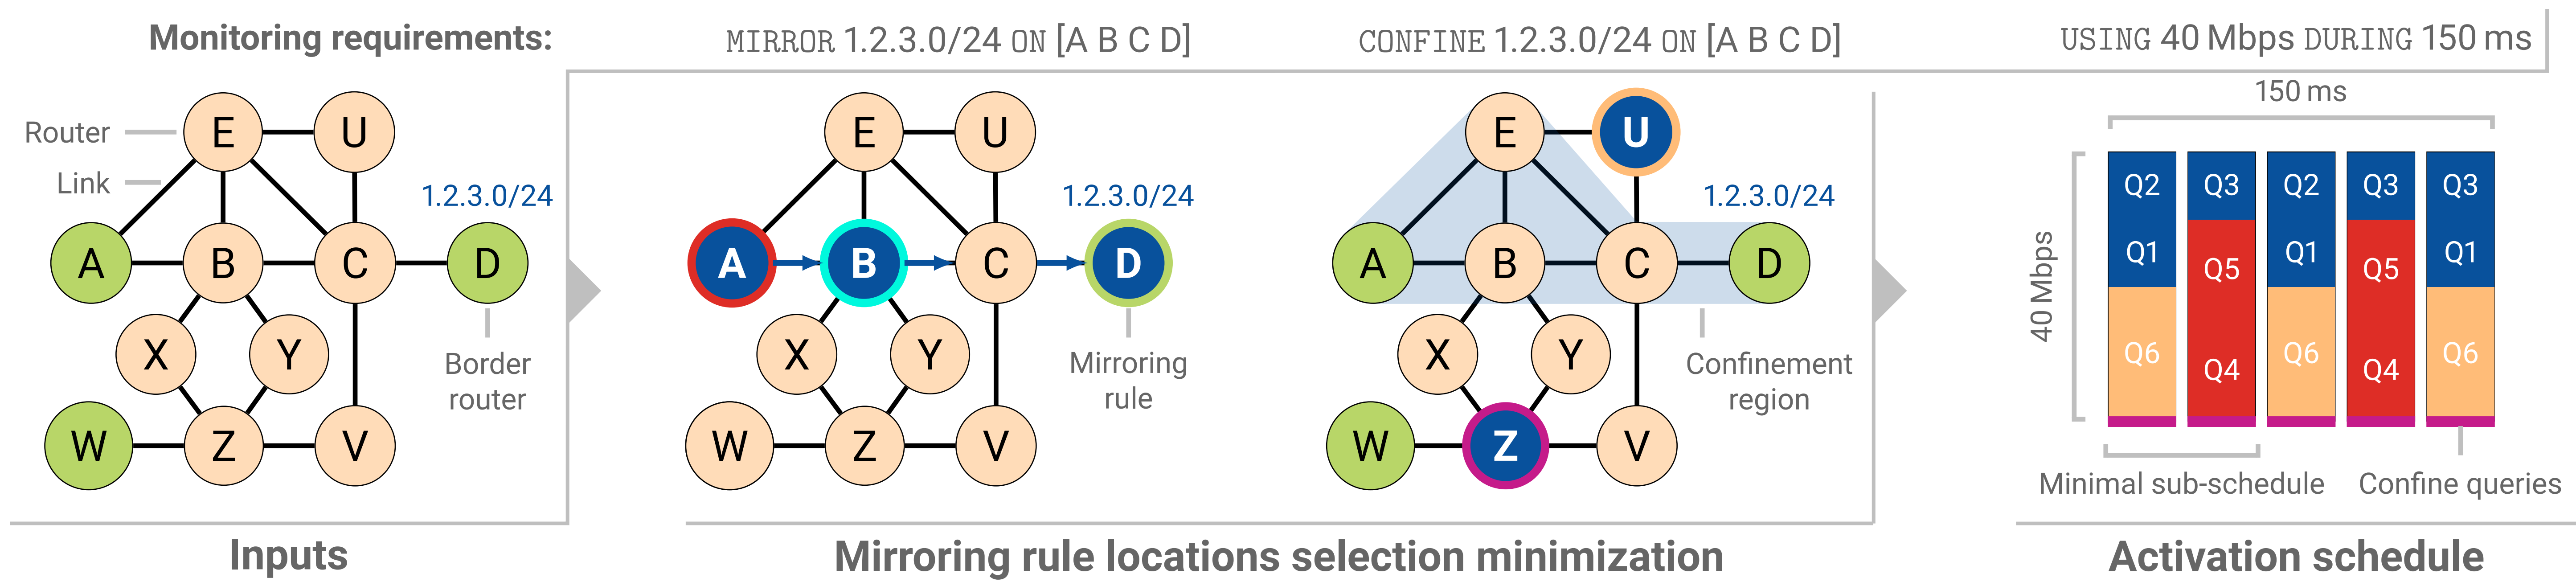 Monitoring requirements:
MIRROR 1.2.3.0/24 ON [A B C D]
CONFINE 1.2.3.0/24 ON [A B C D]
USING 40 Mbps DURING 150 ms
Router
Link
E
U
1.2.3.0/24
A
B
C
D
X
Y
Border
router
W
Z
V
Inputs
E
U
1.2.3.0/24
A
B
C
D
X
Y
Mirroring
rule
W
Z
V
E
U
1.2.3.0/24
A
B
C
D
X
Y
Confinement
region
W
Z
V
Mirroring rule locations selection minimization
150 ms
40 Mbps
Q2 Q3 Q2 Q3 Q3
Q1 Q5 Q1 Q5 Q1
Q6 Q4 Q6 Q4 Q6
Minimal sub-schedule
Confine queries
Activation schedule